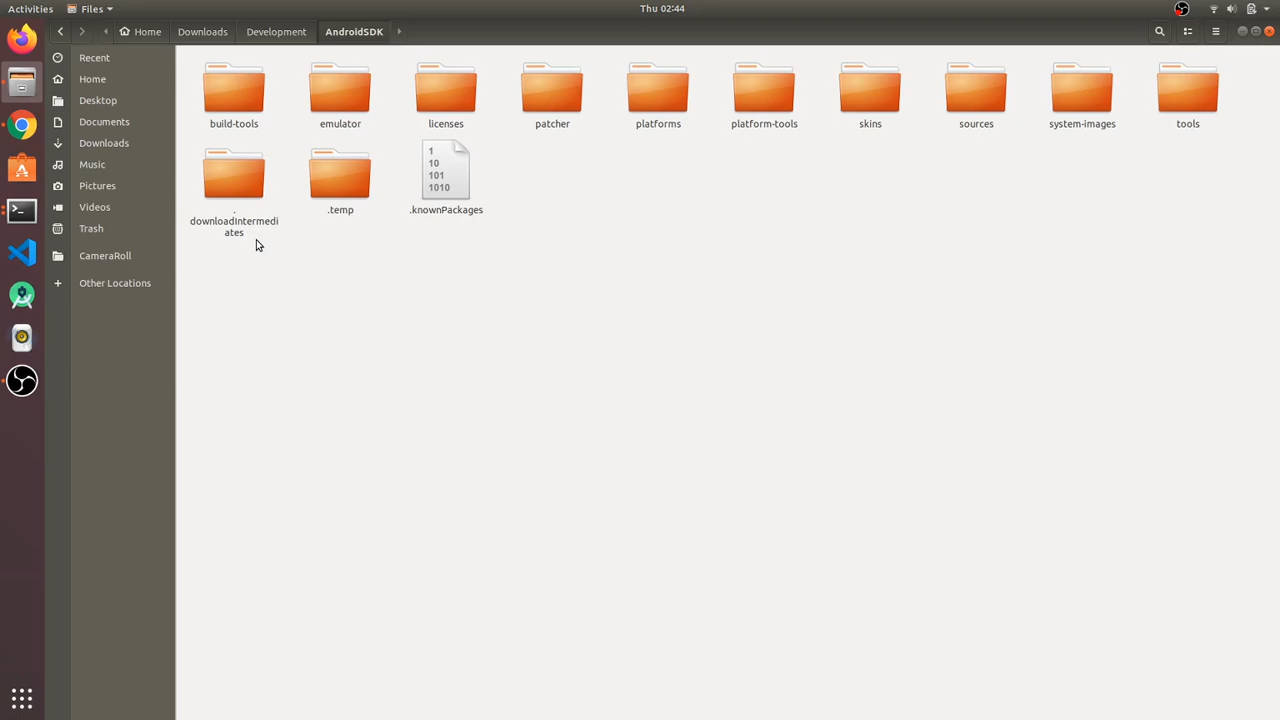 Activities Files Thu 02:44
Home Downloads Development AndroidSDK
Recent
Home
Desktop
Documents
Downloads
Music
Pictures
Videos
Trash
CameraRoll
+ Other Locations
build-tools emulator licenses patcher platforms platform-tools skins sources system-images tools
1
10
101
1010
.
downloadIntermedi
ates
.temp .knownPackages